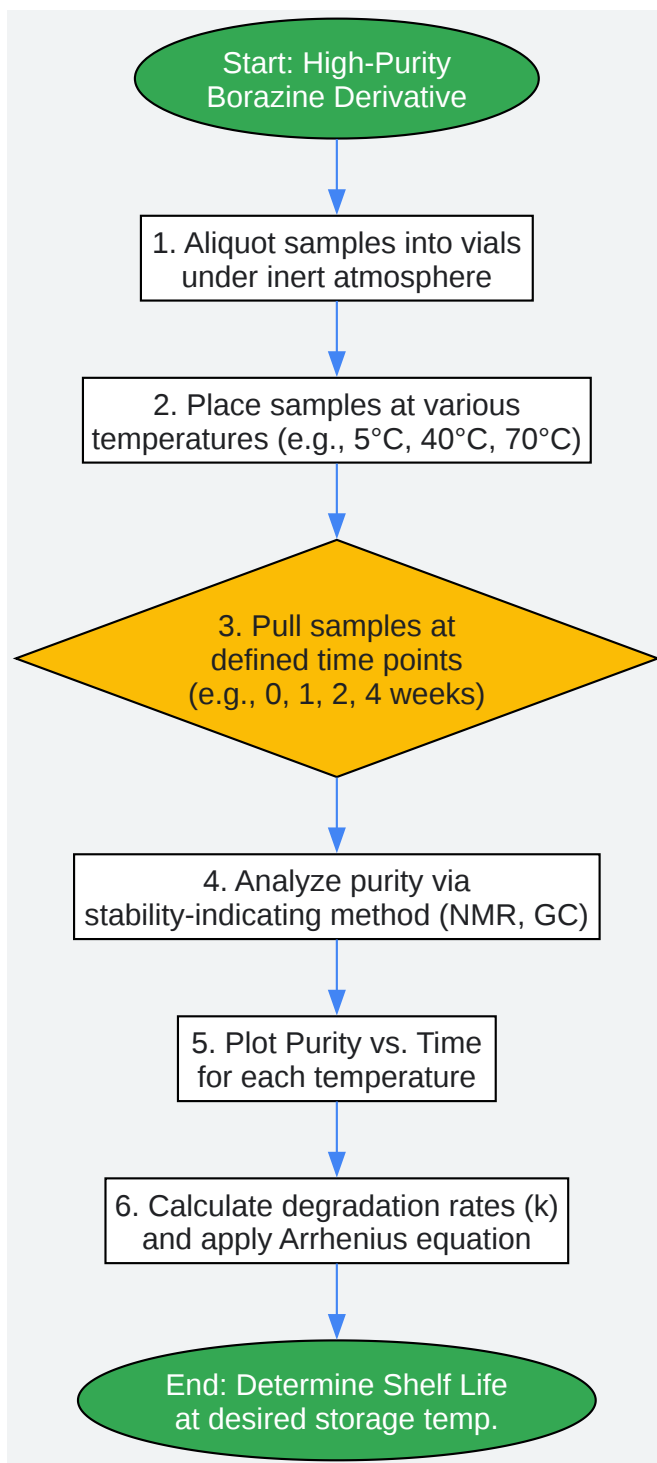 Start: High-Purity
Borazine Derivative
1. Aliquot samples into vials
under inert atmosphere
2. Place samples at various
temperatures (e.g., 5°C, 40°C, 70°C)
3. Pull samples at
defined time points
(e.g., 0, 1, 2, 4 weeks)
4. Analyze purity via
stability-indicating method (NMR, GC)
5. Plot Purity vs. Time
for each temperature
6. Calculate degradation rates (k)
and apply Arrhenius equation
End: Determine Shelf Life
at desired storage temp.